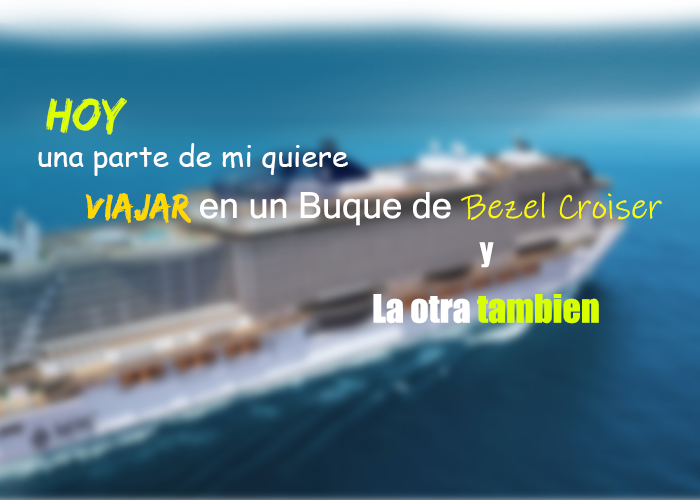 HOY
una parte de mi quiere
VIAJAR en un Buque de Bezel Croiser
y
La otra tambien